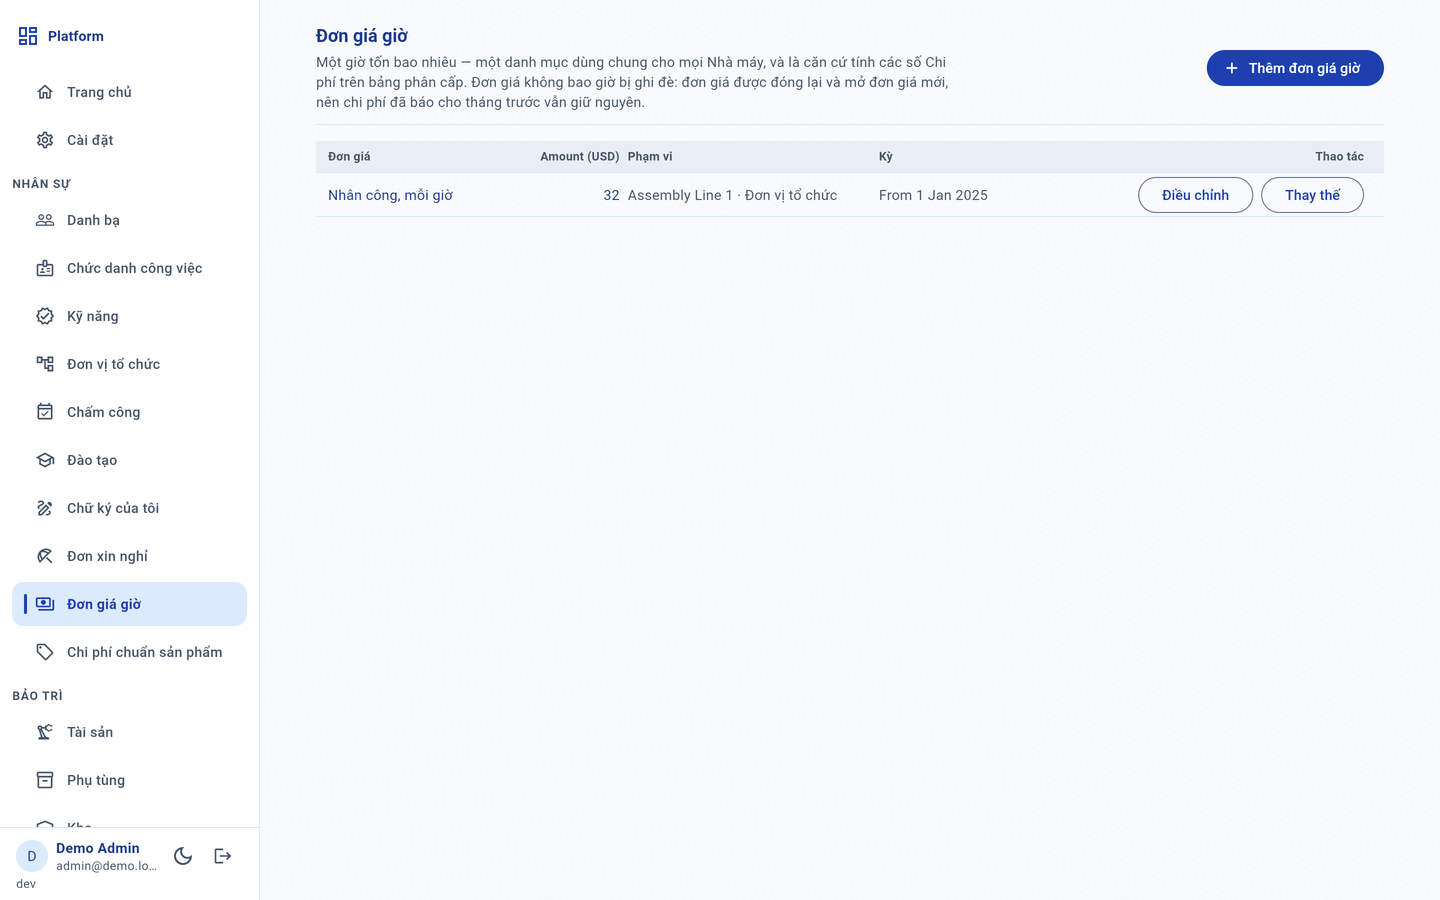 Platform
Trang chủ
Cài đặt
NHÂN SỰ
Danh bạ
Chức danh công việc
Kỹ năng
Đơn vị tổ chức
Chấm công
Đào tạo
Chữ ký của tôi
Đơn xin nghỉ
Đơn giá giờ
Chi phí chuẩn sản phẩm
BẢO TRÌ
Tài sản
Phụ tùng
Kho
D
Demo Admin
admin@demo.lo...
dev
Đơn giá giờ
Một giờ tốn bao nhiêu — một danh mục dùng chung cho mọi Nhà máy, và là căn cứ tính các số Chi
phí trên bảng phân cấp. Đơn giá không bao giờ bị ghi đè: đơn giá được đóng lại và mở đơn giá mới,
nên chi phí đã báo cho tháng trước vẫn giữ nguyên.
Thêm đơn giá giờ
Đơn giá Amount (USD) Phạm vi Kỳ Thao tác
Nhân công, mỗi giờ 32 Assembly Line 1 · Đơn vị tổ chức From 1 Jan 2025 Điều chỉnh Thay thế